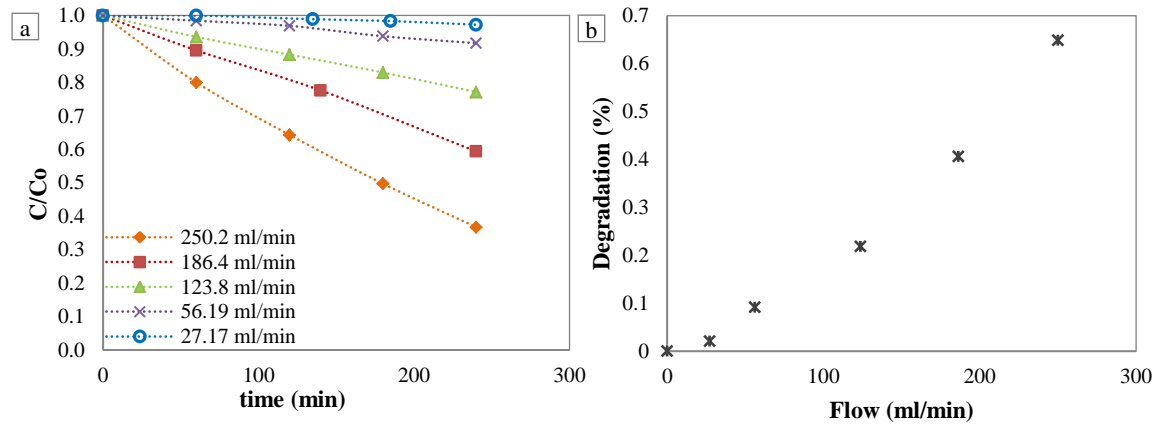 a
1.0
0.9
0.8
0.7
0.6
0.5
0.4
0.3
0.2
0.1
0.0
C/Co
250.2 ml/min
186.4 ml/min
123.8 ml/min
56.19 ml/min
27.17 ml/min
0
100
200
300
time (min)
b
0.7
0.6
0.5
0.4
0.3
0.2
0.1
0
Degradation (%)
0
100
200
300
Flow (ml/min)